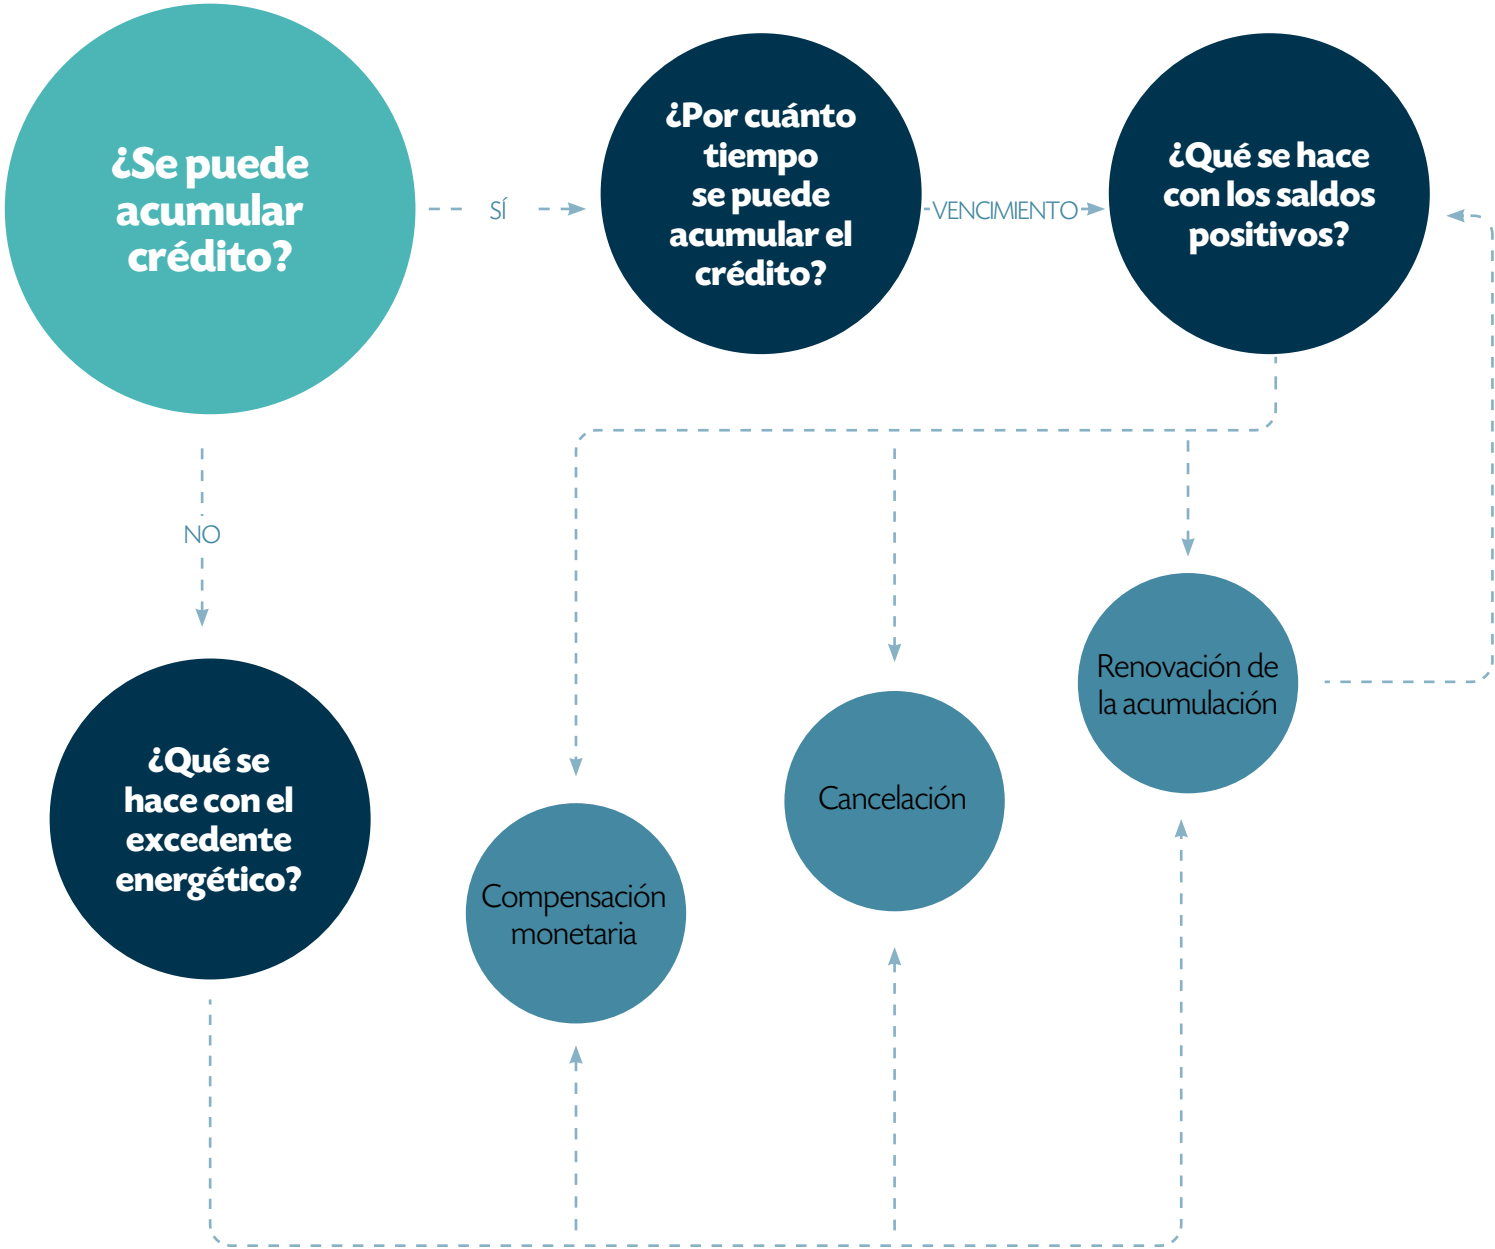 ¿Se puede
acumular
crédito?
SÍ
¿Por cuánto
tiempo
se puede
acumular el
crédito?
VENCIMIENTO
¿Qué se hace
con los saldos
positivos?
NO
¿Qué se
hace con el
excedente
energético?
Compensación
monetaria
Cancelación
Renovación de
la acumulación